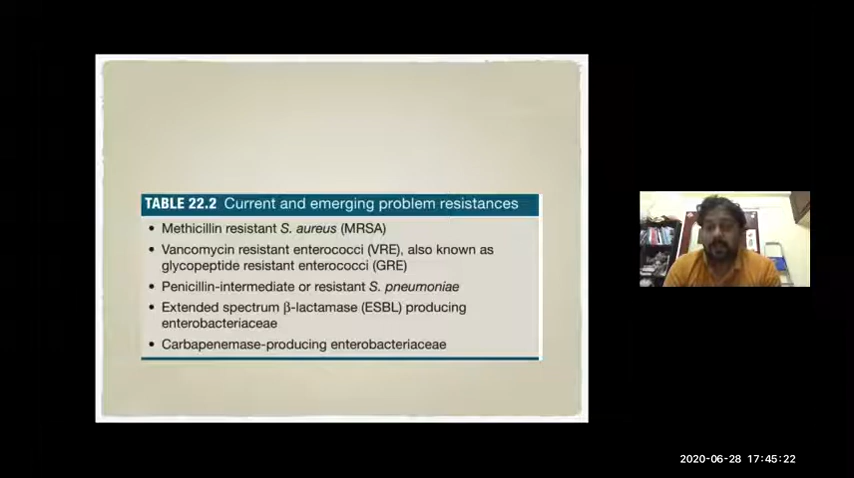 TABLE 22.2 Current and emerging problem resistances
• Methicillin resistant S. aureus (MRSA)
• Vancomycin resistant enterococci (VRE), also known as
glycopeptide resistant enterococci (GRE)
• Penicillin-intermediate or resistant S. pneumoniae
• Extended spectrum β-lactamase (ESBL) producing
enterobacteriaceae
• Carbapenemase-producing enterobacteriaceae
2020-06-28 17:45:22